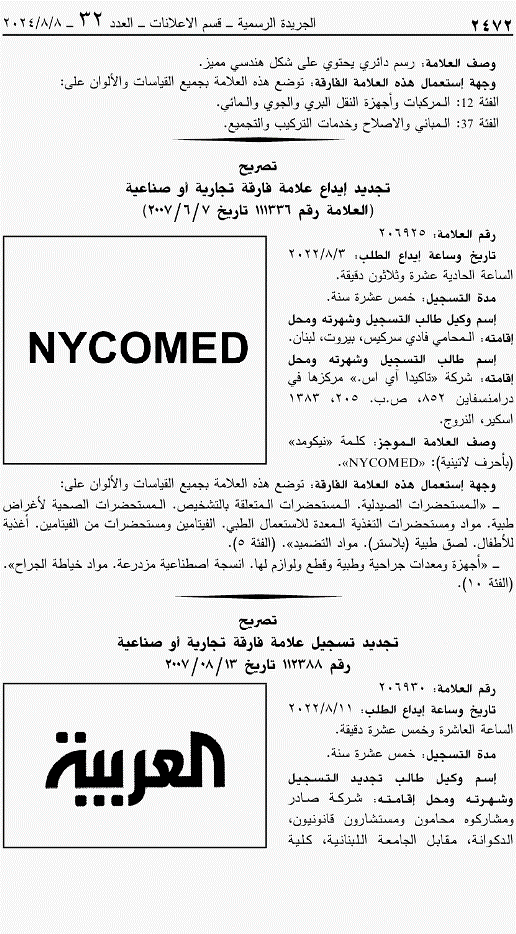 ٢٤٧٢
الجريدة الرسمية – قسم الاعلانات – العدد ٣٢ – ٢٠٢٤/٨/٨
وصف العلامة: رسم دائري يحتوي على شكل هندسي مميز.
وجهة إستعمال هذه العلامة الفارقة: توضع هذه العلامة بجميع القياسات والألوان على:
الفئة 12: المركبات وأجهزة النقل البري والجوي والمائي.
الفئة 37: المباني والاصلاح وخدمات التركيب والتجميع.
تصريح
تجديد إيداع علامة فارقة تجارية أو صناعية
(العلامة رقم ١١١٣٣٦ تاريخ ٢٠٠٧/٦/٧)
رقم العلامة: ٢٠٦٩٢٥
تاريخ وساعة إيداع الطلب: ٢٠٢٢/٨/٣
الساعة الحادية عشرة وثلاثون دقيقة.
مدة التسجيل: خمس عشرة سنة.
إسم وكيل طالب التسجيل وشهرته ومحل
إقامته: المحامي فادي سركيس، بيروت، لبنان.
إسم طالب التسجيل وشهرته ومحل
إقامته: شركة «تاكيدا أي اس.» مركزها في
درامنسفاين ٨٥٢، ص.ب. ٢٠٥، ١٣٨٣
اسكير، النروج.
وصف العلامة الموجز: كلمة «نيكومد»
(بأحرف لاتينية): «NYCOMED».
NYCOMED
وجهة إستعمال هذه العلامة الفارقة: توضع هذه العلامة بجميع القياسات والألوان على:
– «المستحضرات الصيدلية. المستحضرات المتعلقة بالتشخيص. المستحضرات الصحية لأغراض
طبية. مواد ومستحضرات التغذية المعدة للاستعمال الطبي. الفيتامين ومستحضرات من الفيتامين. أغذية
للأطفال. لصق طبية (بلاستر). مواد التضميد». (الفئة ٥).
– «أجهزة ومعدات جراحية وطبية وقطع ولوازم لها. انسجة اصطناعية مزدرعة. مواد خياطة الجراح».
(الفئة ١٠).
تصريح
تجديد تسجيل علامة فارقة تجارية أو صناعية
رقم ١١٢٣٨٨ تاريخ ٢٠٠٧/٠٨/١٣
رقم العلامة: ٢٠٦٩٣٠
تاريخ وساعة إيداع الطلب: ٢٠٢٢/٨/١١
الساعة العاشرة وخمس عشرة دقيقة.
مدة التسجيل: خمس عشرة سنة.
إسم وكيل طالب تجديد التسجيل
وشهرته ومحل إقامته: شركة صادر
ومشاركوه محامون ومستشارون قانونيون،
الدكوانة، مقابل الجامعة اللبنانية، كلية
العربية